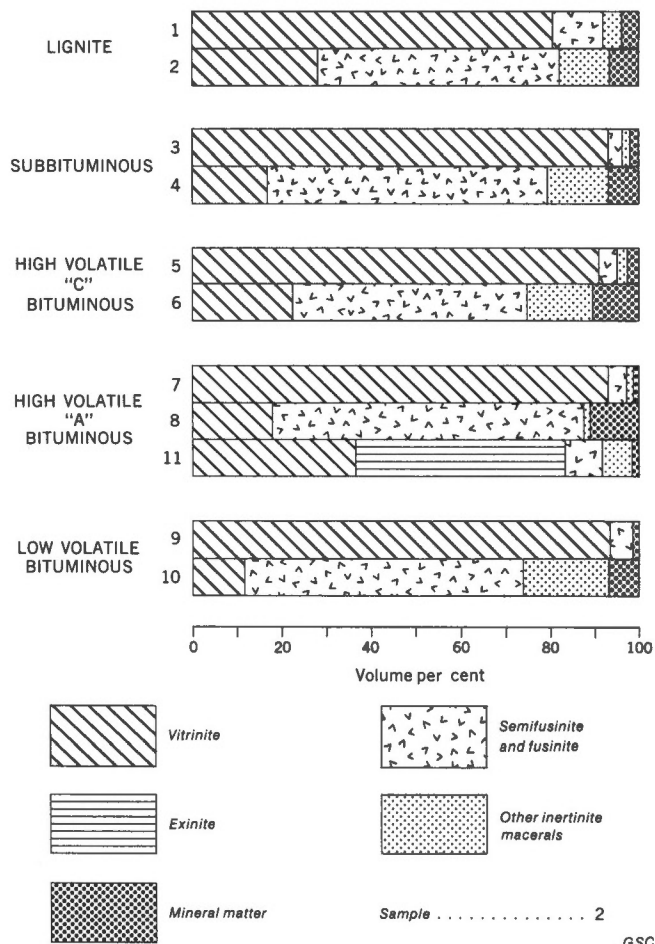 LIGNITE
1
2
SUBBITUMINOUS
3
4
HIGH VOLATILE
"C"
BITUMINOUS
5
6
HIGH VOLATILE
"A"
BITUMINOUS
7
8
11
LOW VOLATILE
BITUMINOUS
9
10
0 20 40 60 80 100
Volume per cent
Vitrinite
Semifusinite
and fusinite
Exinite
Other inertinite
macerals
Mineral matter
Sample . . . . . . . . . . . . 2
GSC